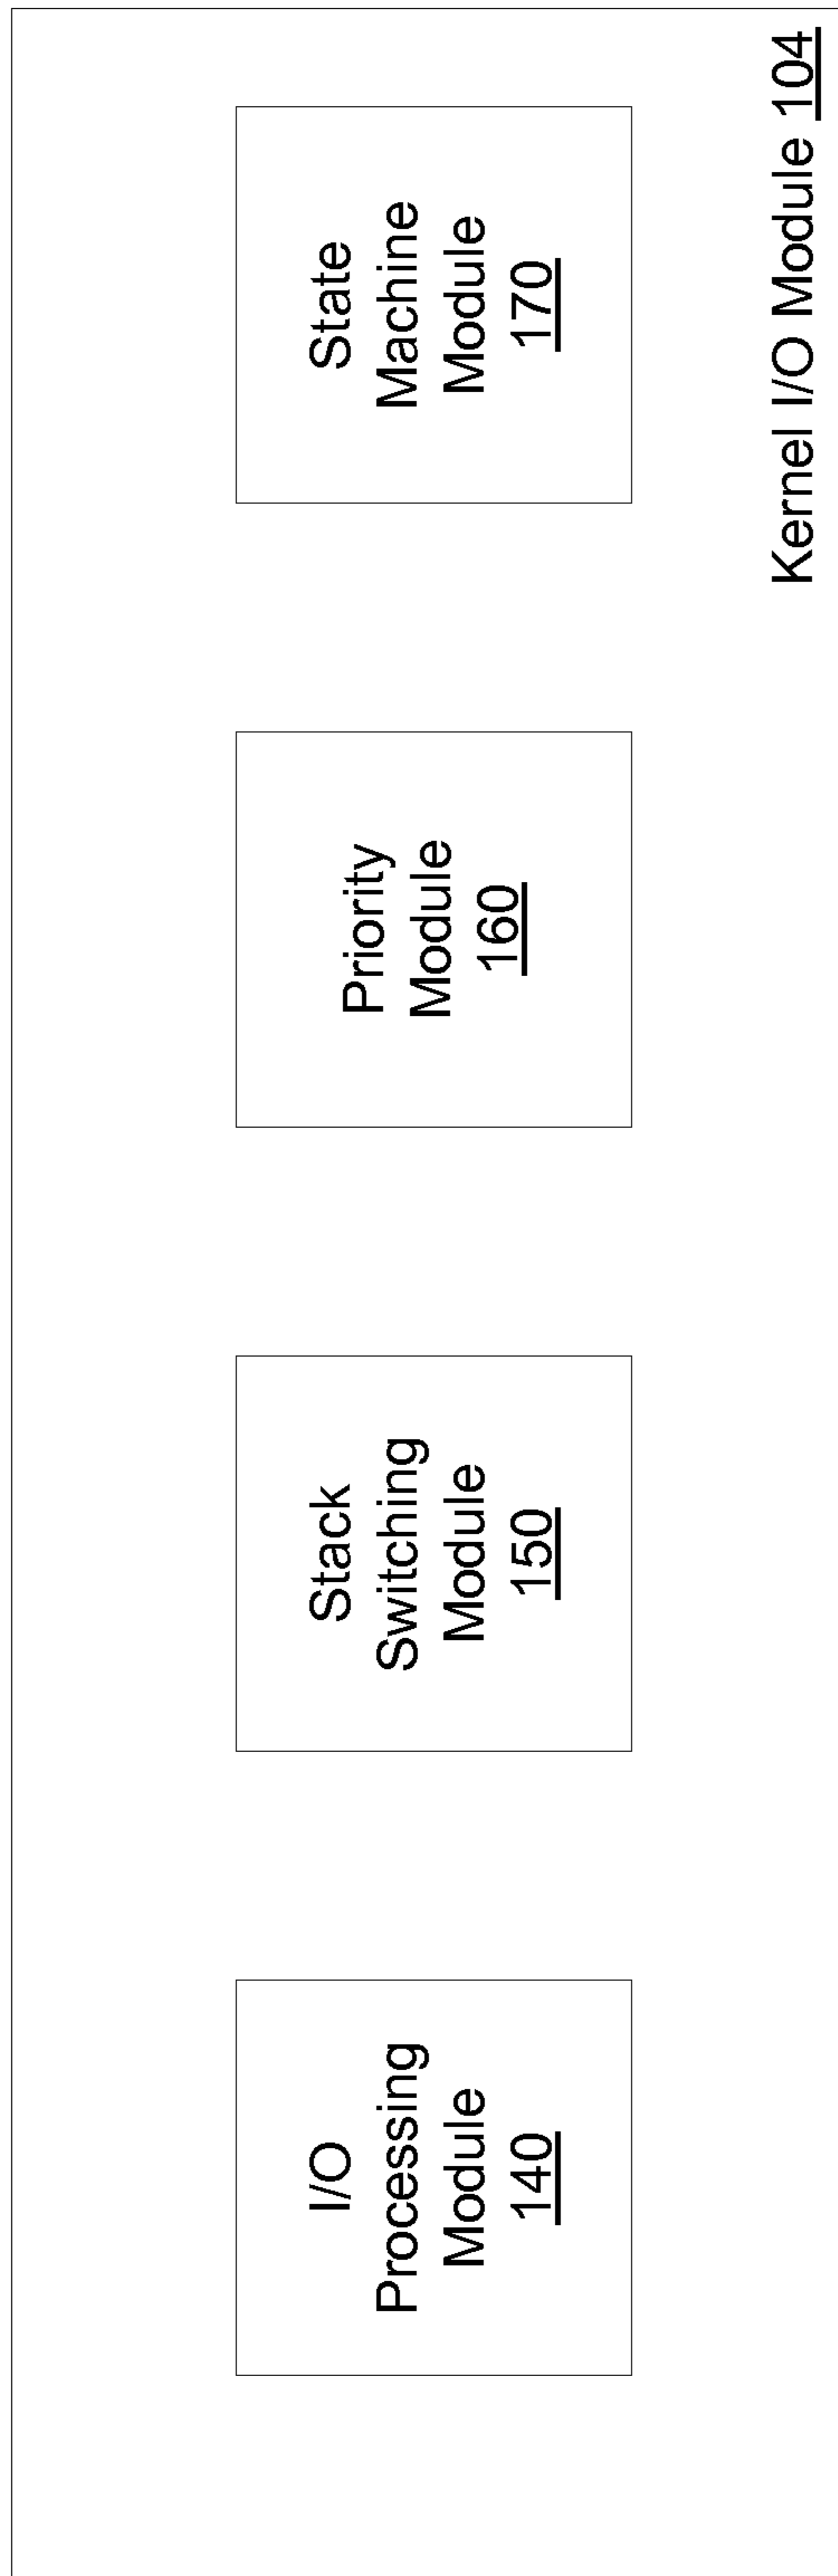 I/O
Processing
Module
140
Stack
Switching
Module
150
Priority
Module
160
State
Machine
Module
170
Kernel I/O Module 104